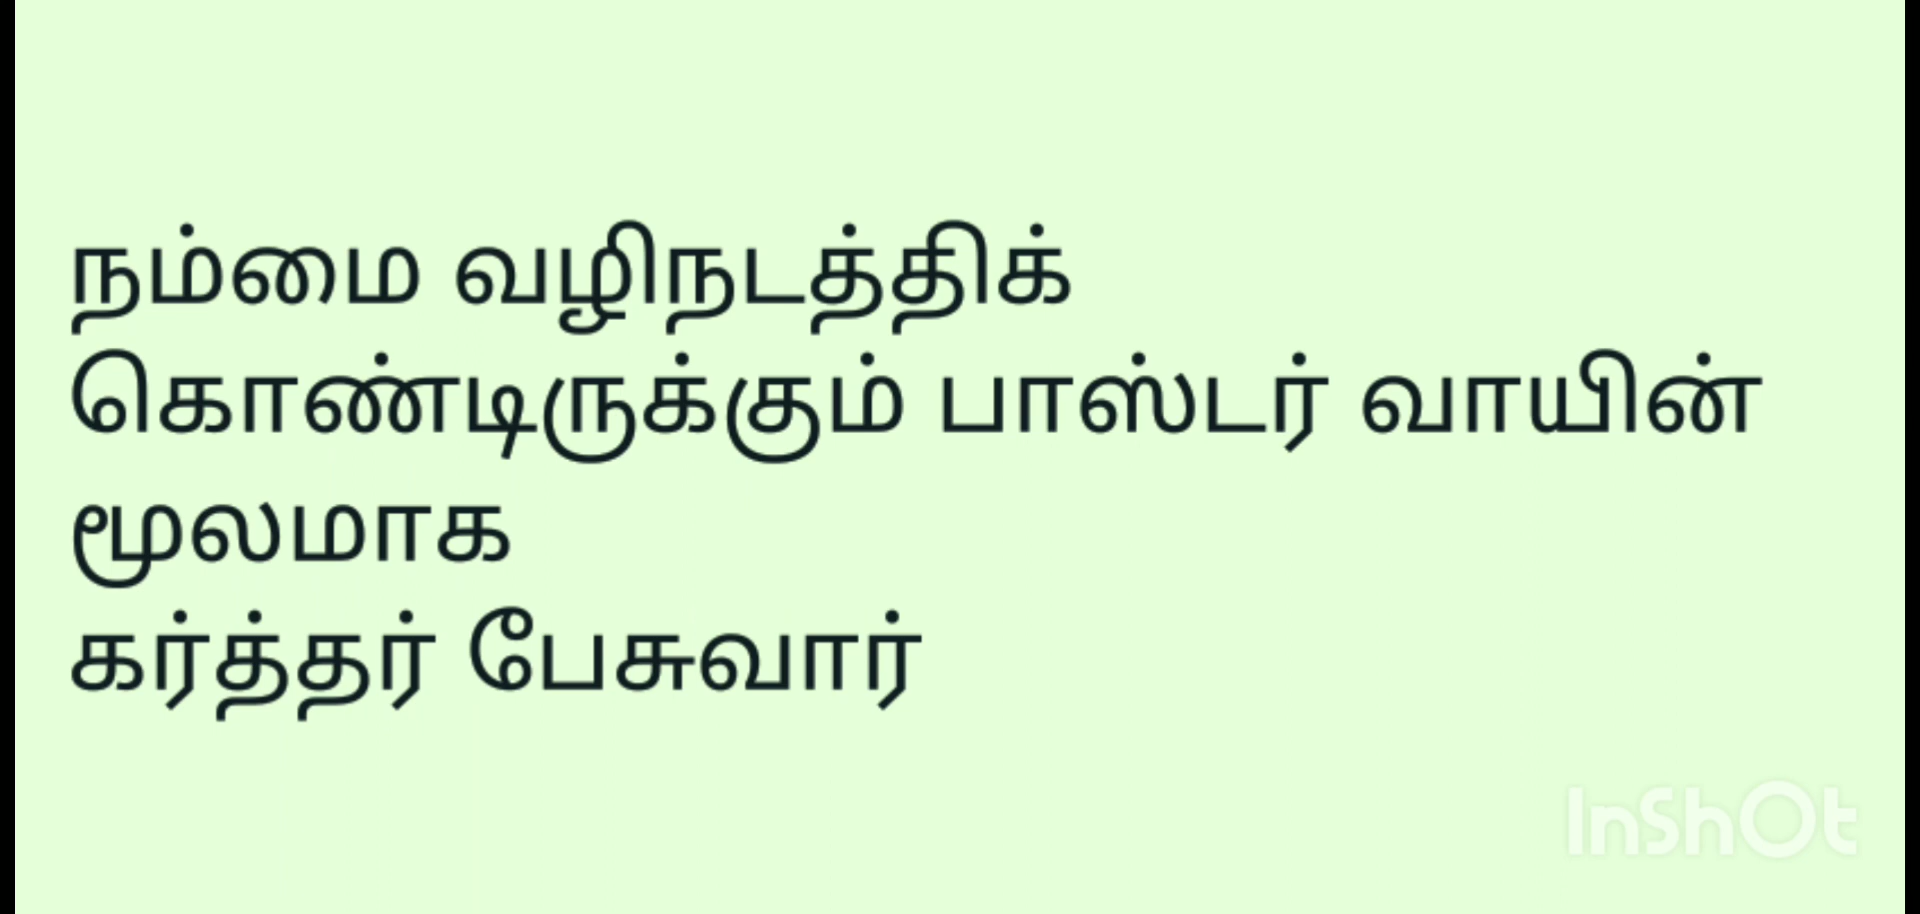 நம்மை வழிநடத்திக்
கொண்டிருக்கும் பாஸ்டர் வாயின்
மூலமாக
கர்த்தர் பேசுவார்
InShOt